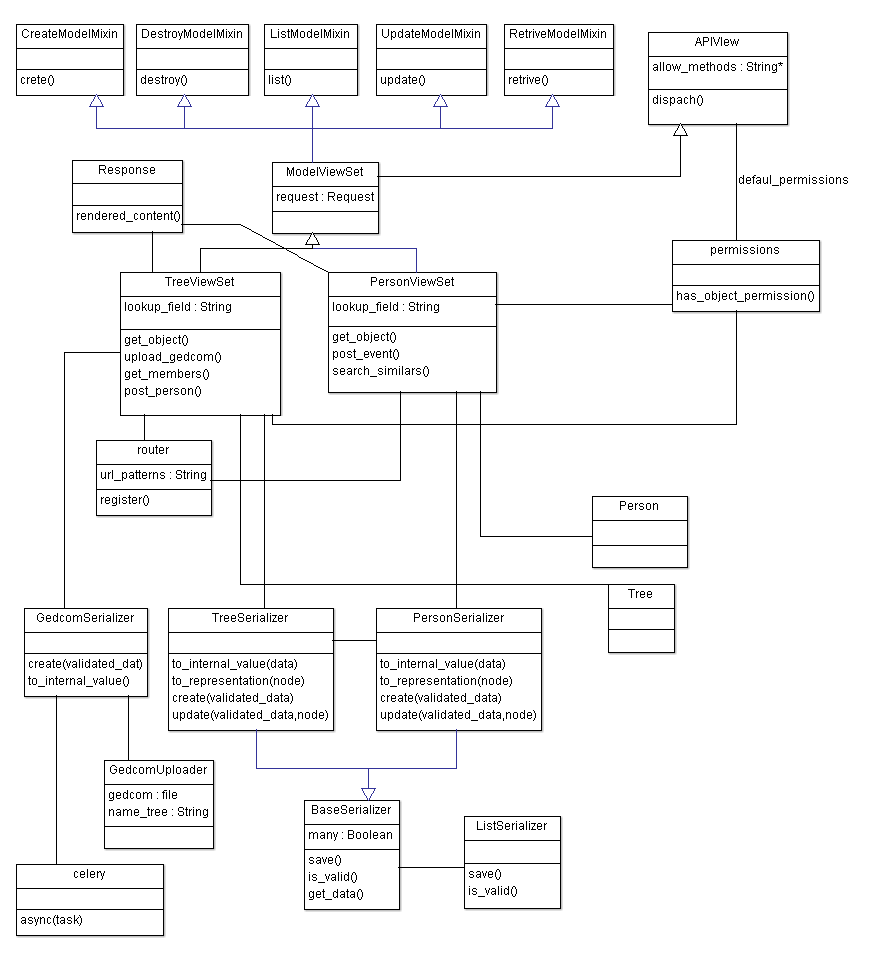 CreateModelMixin
crete()
DestroyModelMixin
destroy()
ListModelMixin
list()
UpdateModelMixin
update()
RetriveModelMixin
retrive()
APIVIew
allow_methods : String*
dispach()
Response
rendered_content()
ModelViewSet
request : Request
defaul_permissions
permissions
has_object_permission()
TreeViewSet
lookup_field : String
get_object()
upload_gedcom()
get_members()
post_person()
PersonViewSet
lookup_field : String
get_object()
post_event()
search_similars()
router
url_patterns : String
register()
Person
Tree
GedcomSerializer
create(validated_dat)
to_internal_value()
TreeSerializer
to_internal_value(data)
to_representation(node)
create(validated_data)
update(validated_data,node)
PersonSerializer
to_internal_value(data)
to_representation(node)
create(validated_data)
update(validated_data,node)
GedcomUploader
gedcom : file
name_tree : String
BaseSerializer
many : Boolean
save()
is_valid()
get_data()
ListSerializer
save()
is_valid()
celery
async(task)